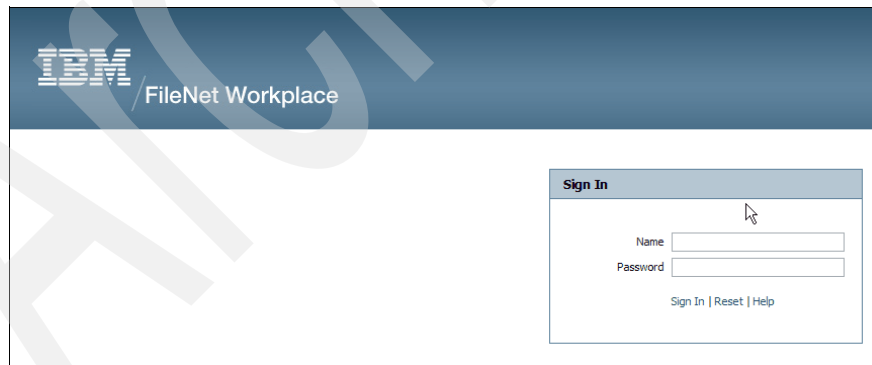 IBM
FileNet Workplace
Sign In
Name
Password
Sign In | Reset | Help